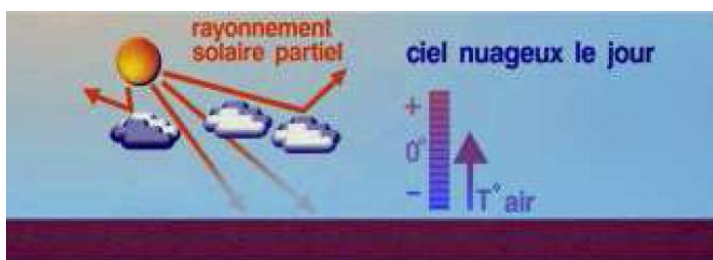 rayonnement
solaire partiel
ciel nuageux le jour
+
0°
-
T° air